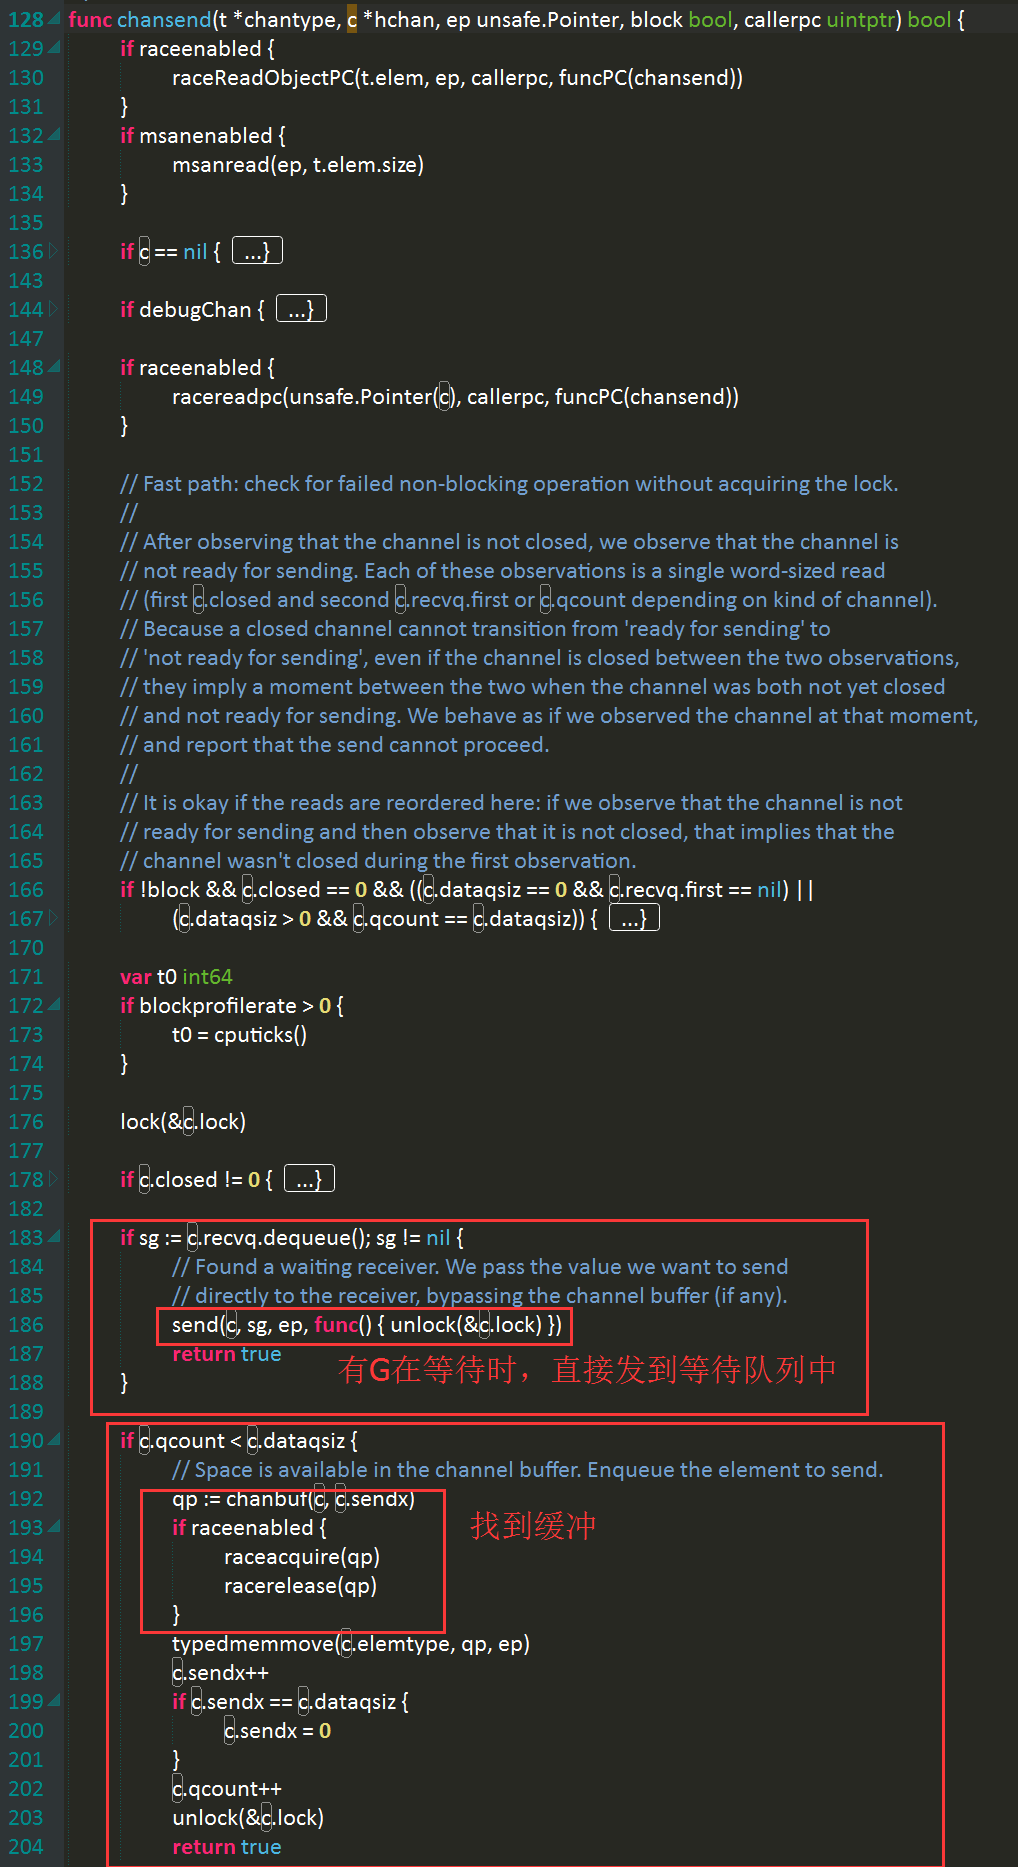 128 func chansend(t *chantype, c *hchan, ep unsafe.Pointer, block bool, callerpc uintptr) bool {
129 if raceenabled {
130 raceReadObjectPC(t.elem, ep, callerpc, funcPC(chansend))
131 }
132 if msanenabled {
133 msanread(ep, t.elem.size)
134 }
135
136 if c == nil { ...}
143
144 if debugChan { ...}
147
148 if raceenabled {
149 racereadpc(unsafe.Pointer(c), callerpc, funcPC(chansend))
150 }
151
152 // Fast path: check for failed non-blocking operation without acquiring the lock.
153 //
154 // After observing that the channel is not closed, we observe that the channel is
155 // not ready for sending. Each of these observations is a single word-sized read
156 // (first c.closed and second c.recvq.first or c.qcount depending on kind of channel).
157 // Because a closed channel cannot transition from 'ready for sending' to
158 // 'not ready for sending', even if the channel is closed between the two observations,
159 // they imply a moment between the two when the channel was both not yet closed
160 // and not ready for sending. We behave as if we observed the channel at that moment,
161 // and report that the send cannot proceed.
162 //
163 // It is okay if the reads are reordered here: if we observe that the channel is not
164 // ready for sending and then observe that it is not closed, that implies that the
165 // channel wasn't closed during the first observation.
166 if !block && c.closed == 0 && ((c.dataqsiz == 0 && c.recvq.first == nil) ||
167 (c.dataqsiz > 0 && c.qcount == c.dataqsiz)) { ...}
170
171 var t0 int64
172 if blockprofilerate > 0 {
173 t0 = cputicks()
174 }
175
176 lock(&c.lock)
177
178 if c.closed != 0 { ...}
182
183 if sg := c.recvq.dequeue(); sg != nil {
184 // Found a waiting receiver. We pass the value we want to send
185 // directly to the receiver, bypassing the channel buffer (if any).
186 send(c, sg, ep, func() { unlock(&c.lock) })
187 return true
有G在等待时，直接发到等待队列中
188 }
189
190 if c.qcount < c.dataqsiz {
191 // Space is available in the channel buffer. Enqueue the element to send.
192 qp := chanbuf(c, c.sendx)
193 if raceenabled {
找到缓冲
194 raceacquire(qp)
195 racerelease(qp)
196 }
197 typedmemmove(c.elemtype, qp, ep)
198 c.sendx++
199 if c.sendx == c.dataqsiz {
200 c.sendx = 0
201 }
202 c.qcount++
203 unlock(&c.lock)
204 return true